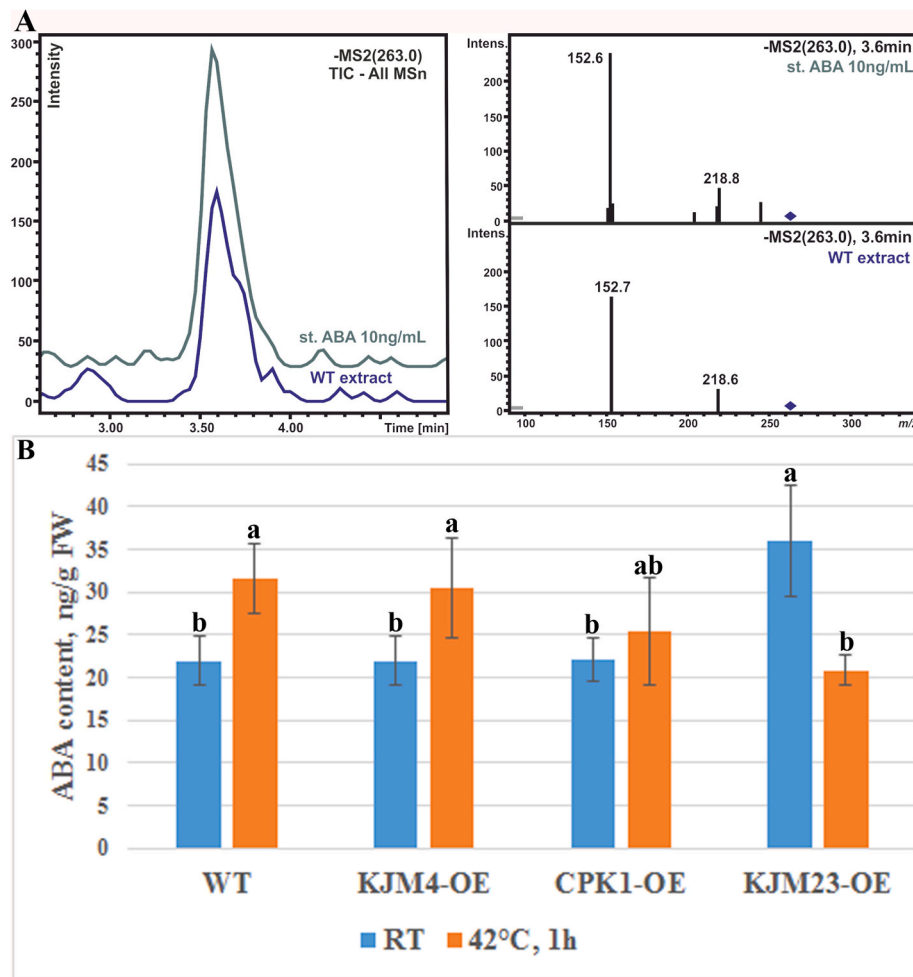 A
Intensity
300
250
200
150
100
50
0
-MS2(263.0)
TIC - All MSn
st. ABA 10ng/mL
WT extract
3.00
3.50
4.00
Time [min]
Intens.
200
150
100
50
0
152.6
218.8
-MS2(263.0), 3.6min
st. ABA 10ng/mL
Intens.
200
150
100
50
0
152.7
218.6
-MS2(263.0), 3.6min
WT extract
100
150
200
250
300
m/
B
ABA content, ng/g FW
45
40
35
30
25
20
15
10
5
0
b
a
b
a
b
ab
a
b
WT
KJM4-OE
CPK1-OE
KJM23-OE
RT
42°C, 1h